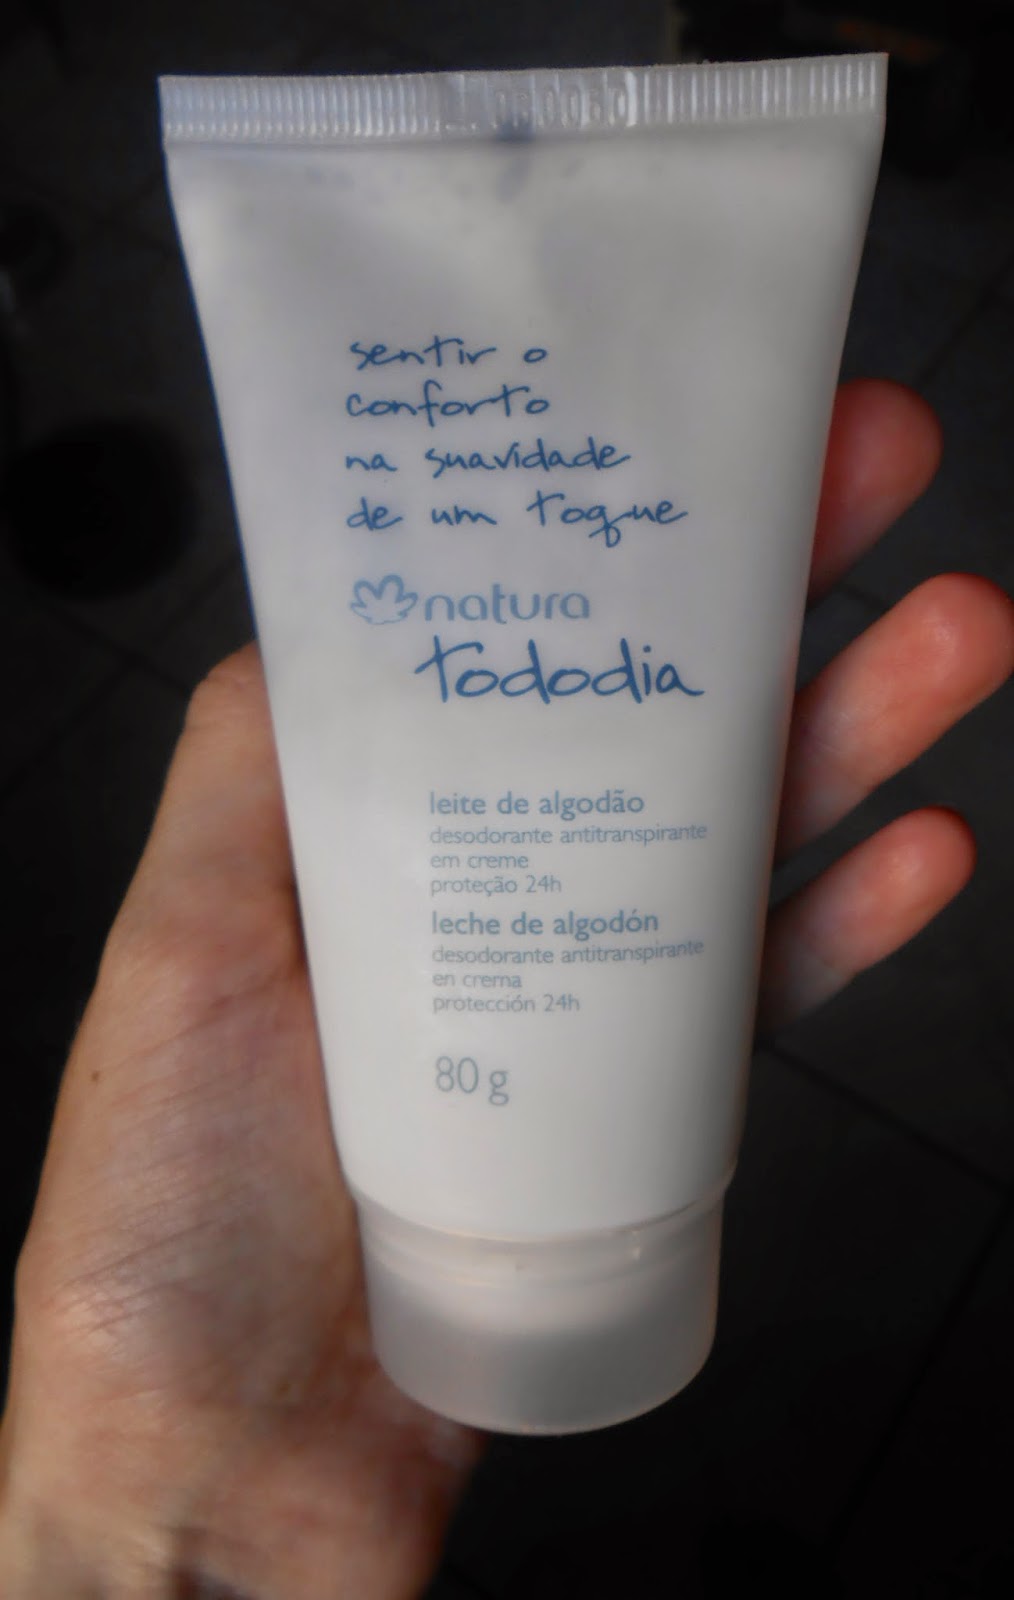 sentir o
conforto
na suavidade
de um toque
natura
tododia
leite de algodão
desodorante antitranspirante
em creme
proteção 24h
leche de algodón
desodorante antitranspirante
en crema
protección 24h
80 g